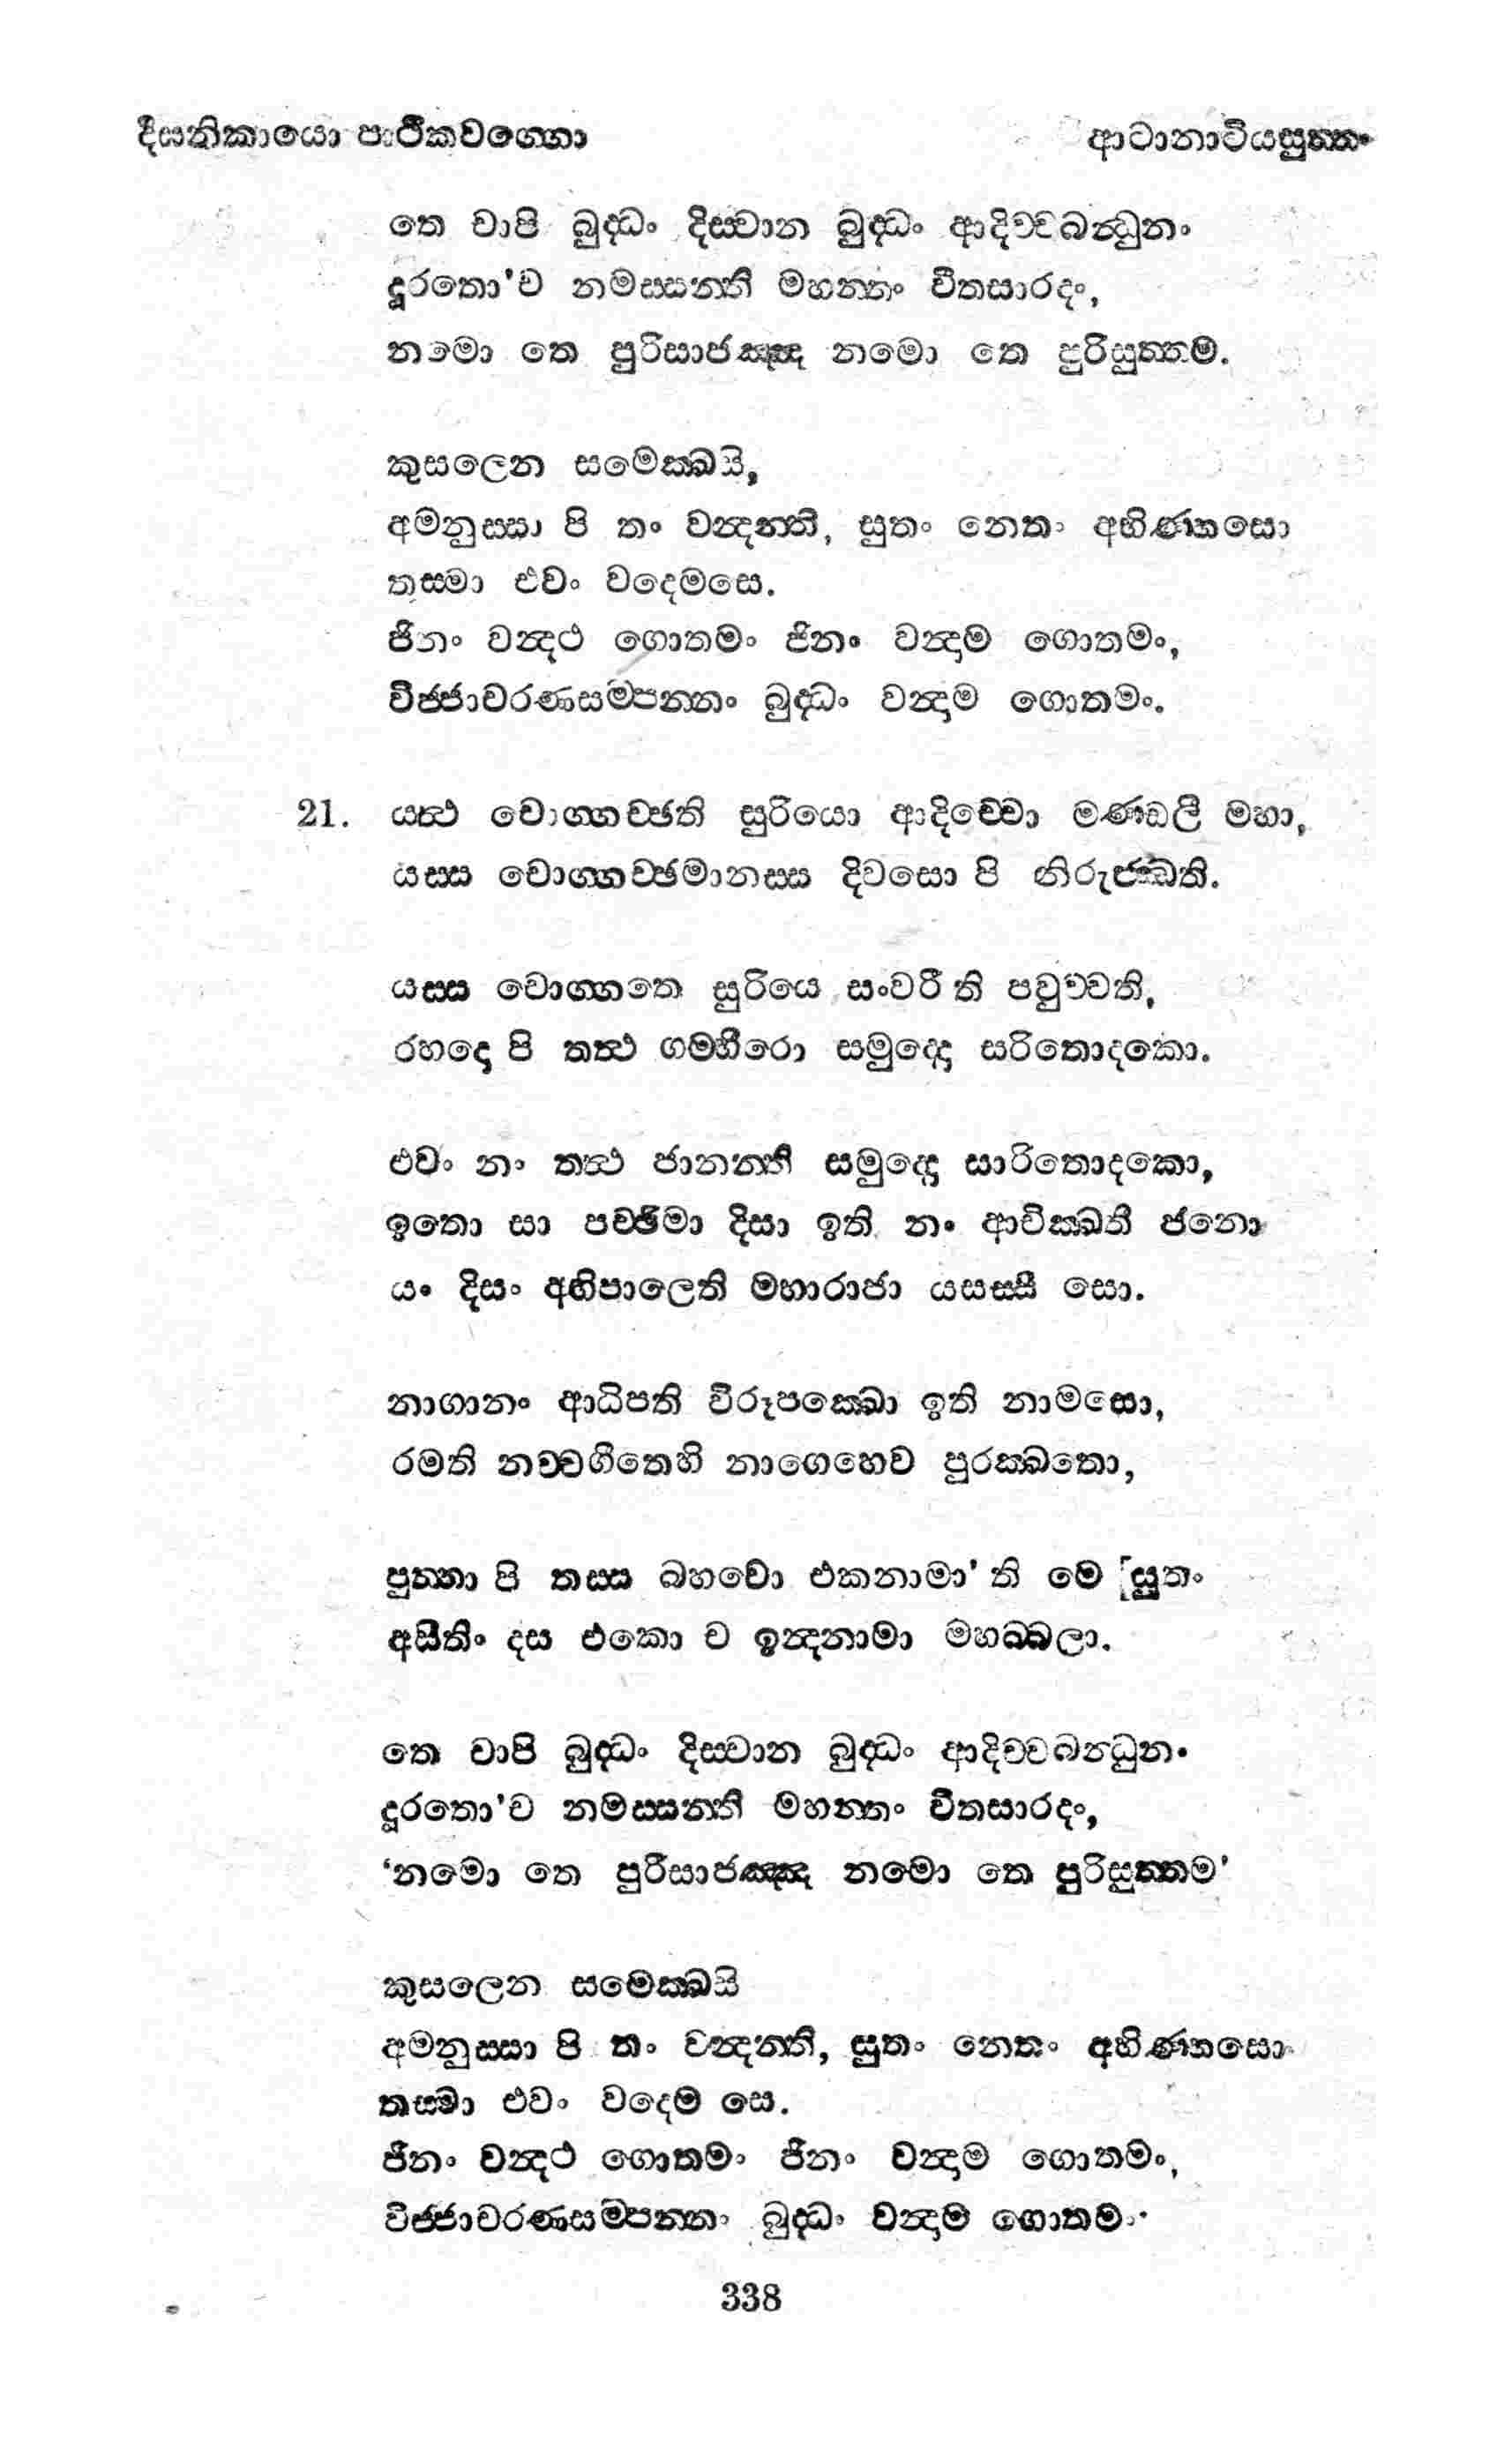 දීඝනිකායො පාථිකවග්ගො ආටානාටියසුත්තං
තෙ චාපි බුද්ධං දිස්වාන බුද්ධං ආදිච්චබන්ධුනං
දූරතො'ව නමස්සන්ති මහන්තං වීතසාරදං,
නමො තෙ පුරිසාජඤ්ඤ නමො තෙ පුරිසුත්තම.
කුසලෙන සමෙක්ඛසි,
අමනුස්සා පි තං වන්දන්ති, සුතං නෙතං අභිණ්හසො
තස්මා එවං වදෙමසෙ.
ජිනං වන්දථ ගොතමං ජිනං වන්දාම ගොතමං,
විජ්ජාචරණසම්පන්නං බුද්ධං වන්දාම ගොතමං.
21. යත්ථ චොග්ගච්ඡති සුරියො ආදිච්චො මණ්ඩලී මහා,
යස්ස චොග්ගච්ඡමානස්ස දිවසො පි නිරුජ්ඣති.
යස්ස චොග්ගතෙ සුරියෙ සංවරී ති පවුච්චති,
රහදො පි තත්ථ ගම්භීරො සමුද්දො සරිතොදකො.
එවං නං තත්ථ ජානන්ති සමුද්දො සාරිතොදකො,
ඉතො සා පච්ඡිමා දිසා ඉති නං ආචික්ඛතී ජනො
යං දිසං අභිපාලෙති මහාරාජා යසස්සි සො.
නාගානං ආධිපති විරූපක්ඛො ඉති නාමසො,
රමති නච්චගීතෙහි නාගෙහෙව පුරක්ඛතො,
පුත්තා පි තස්ස බහවො එකනාමා' ති මෙ සුතං
අසීතිං දස එකො ච ඉන්දනාමා මහබ්බලා.
තෙ චාපි බුද්ධං දිස්වාන බුද්ධං ආදිච්චබන්ධුනං
දූරතො'ව නමස්සන්ති මහන්තං වීතසාරදං,
‘නමො තෙ පුරිසාජඤ්ඤ නමො තෙ පුරිසුත්තම’
කුසලෙන සමෙක්ඛසි
අමනුස්සා පි තං වන්දන්ති, සුතං නෙතං අභිණ්හසො
තස්මා එවං වදෙම සෙ.
ජිනං වන්දථ ගොතමං ජිනං වන්දාම ගොතමං,
විජ්ජාචරණසම්පන්නං බුද්ධං වන්දාම ගොතමං.
338